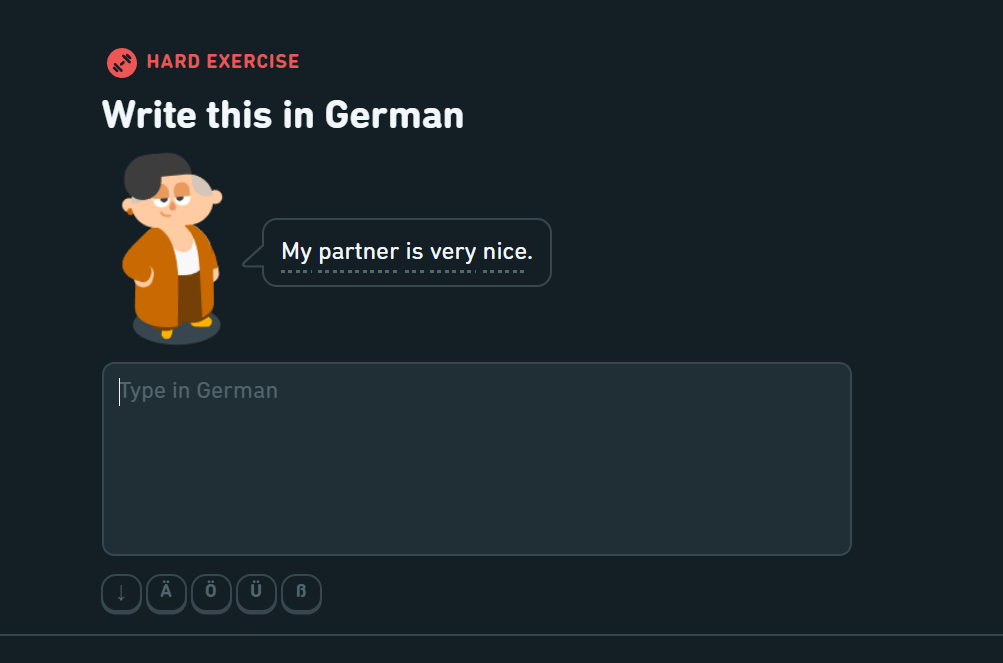 HARD EXERCISE
Write this in German
My partner is very nice.
Type in German
↓ Ä Ö Ü ß